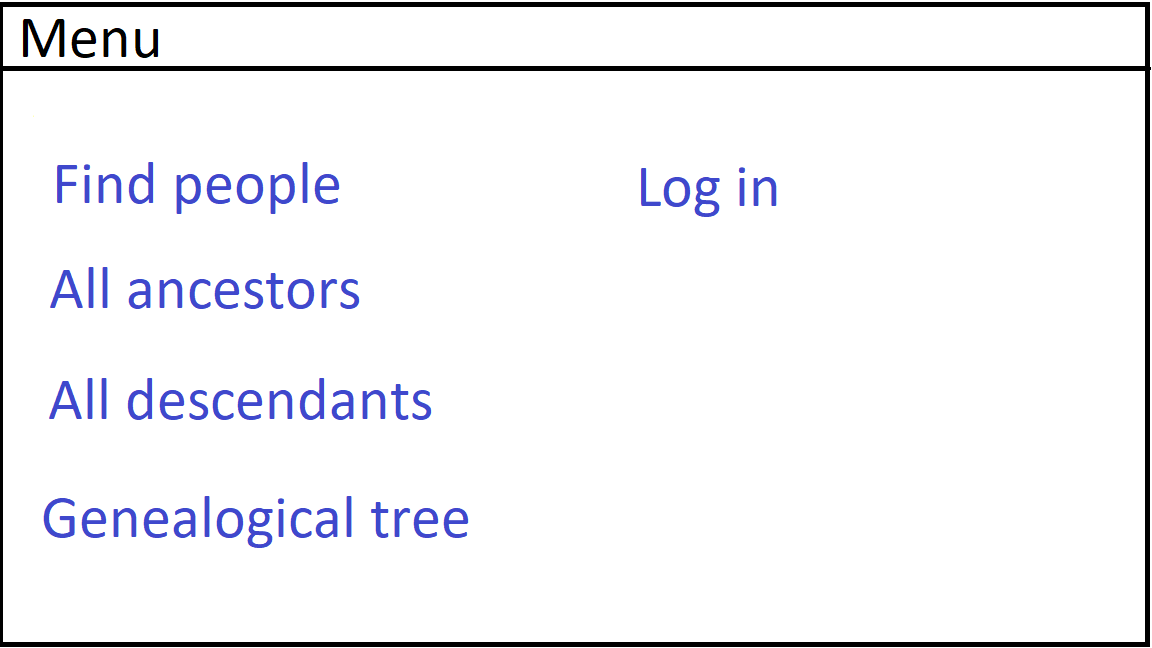 Menu
Find people
Log in
All ancestors
All descendants
Genealogical tree